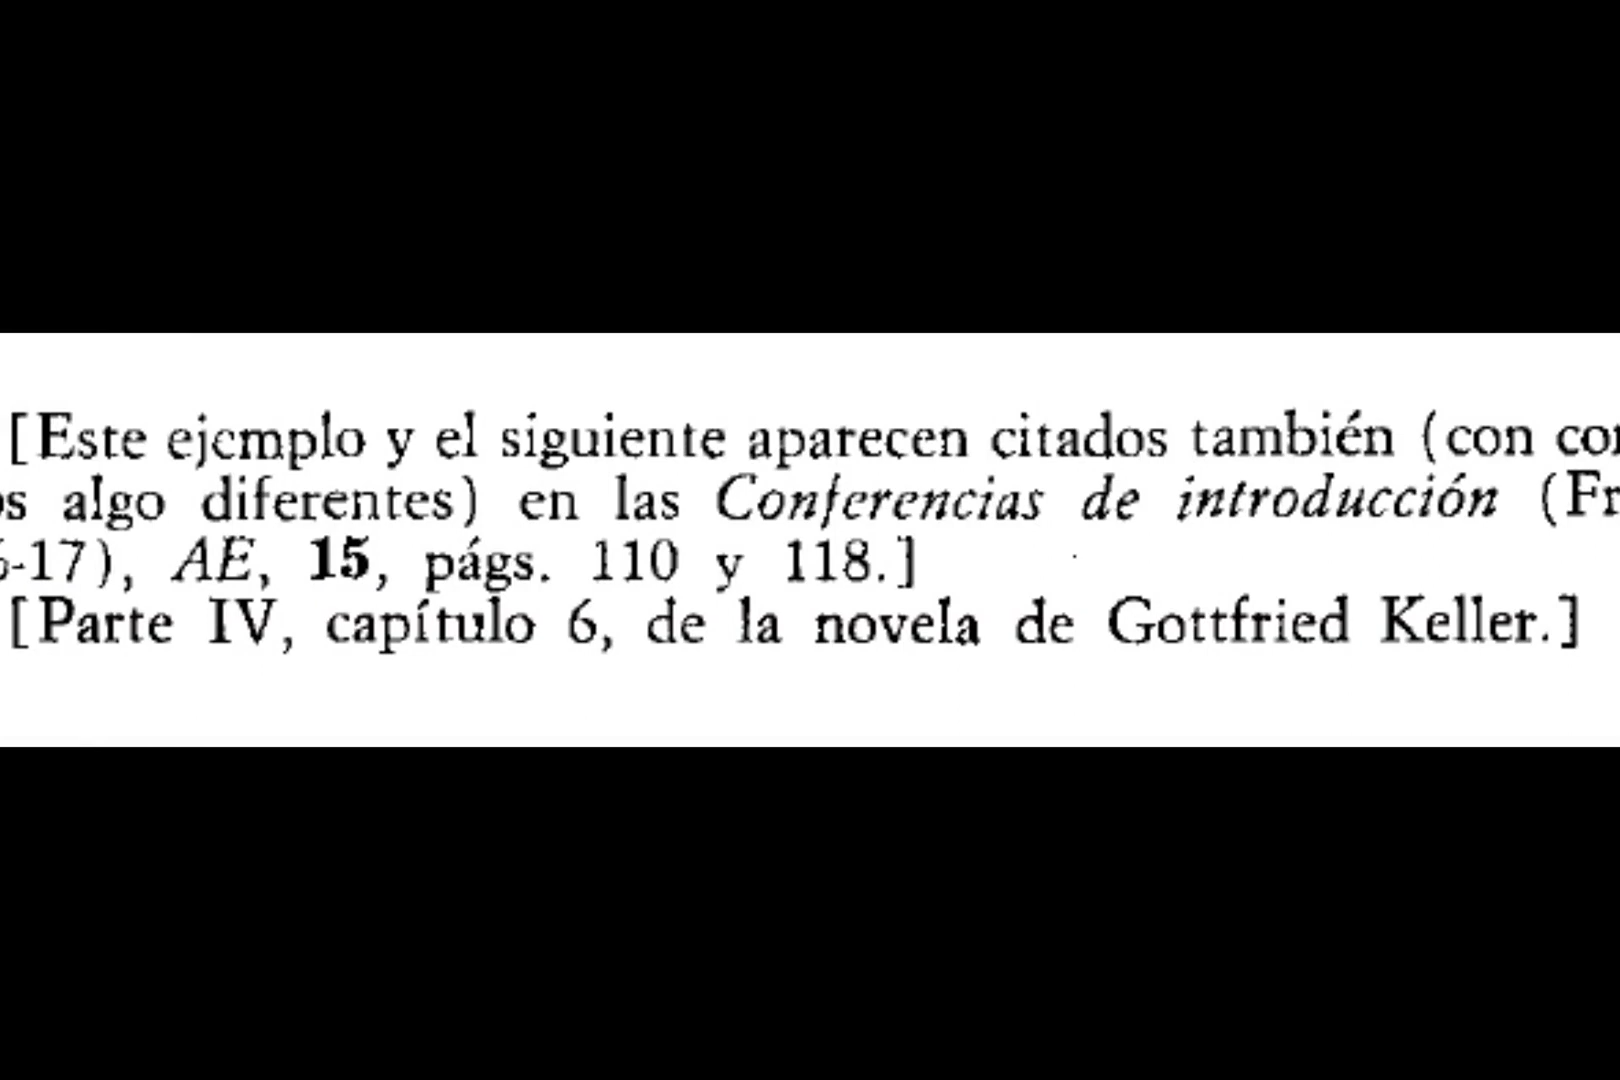 [Este ejemplo y el siguiente aparecen citados también (con
algo diferentes) en las Conferencias de introducción
-17), AE, 15, págs. 110 y 118.]
[Parte IV, capítulo 6, de la novela de Gottfried Keller.]